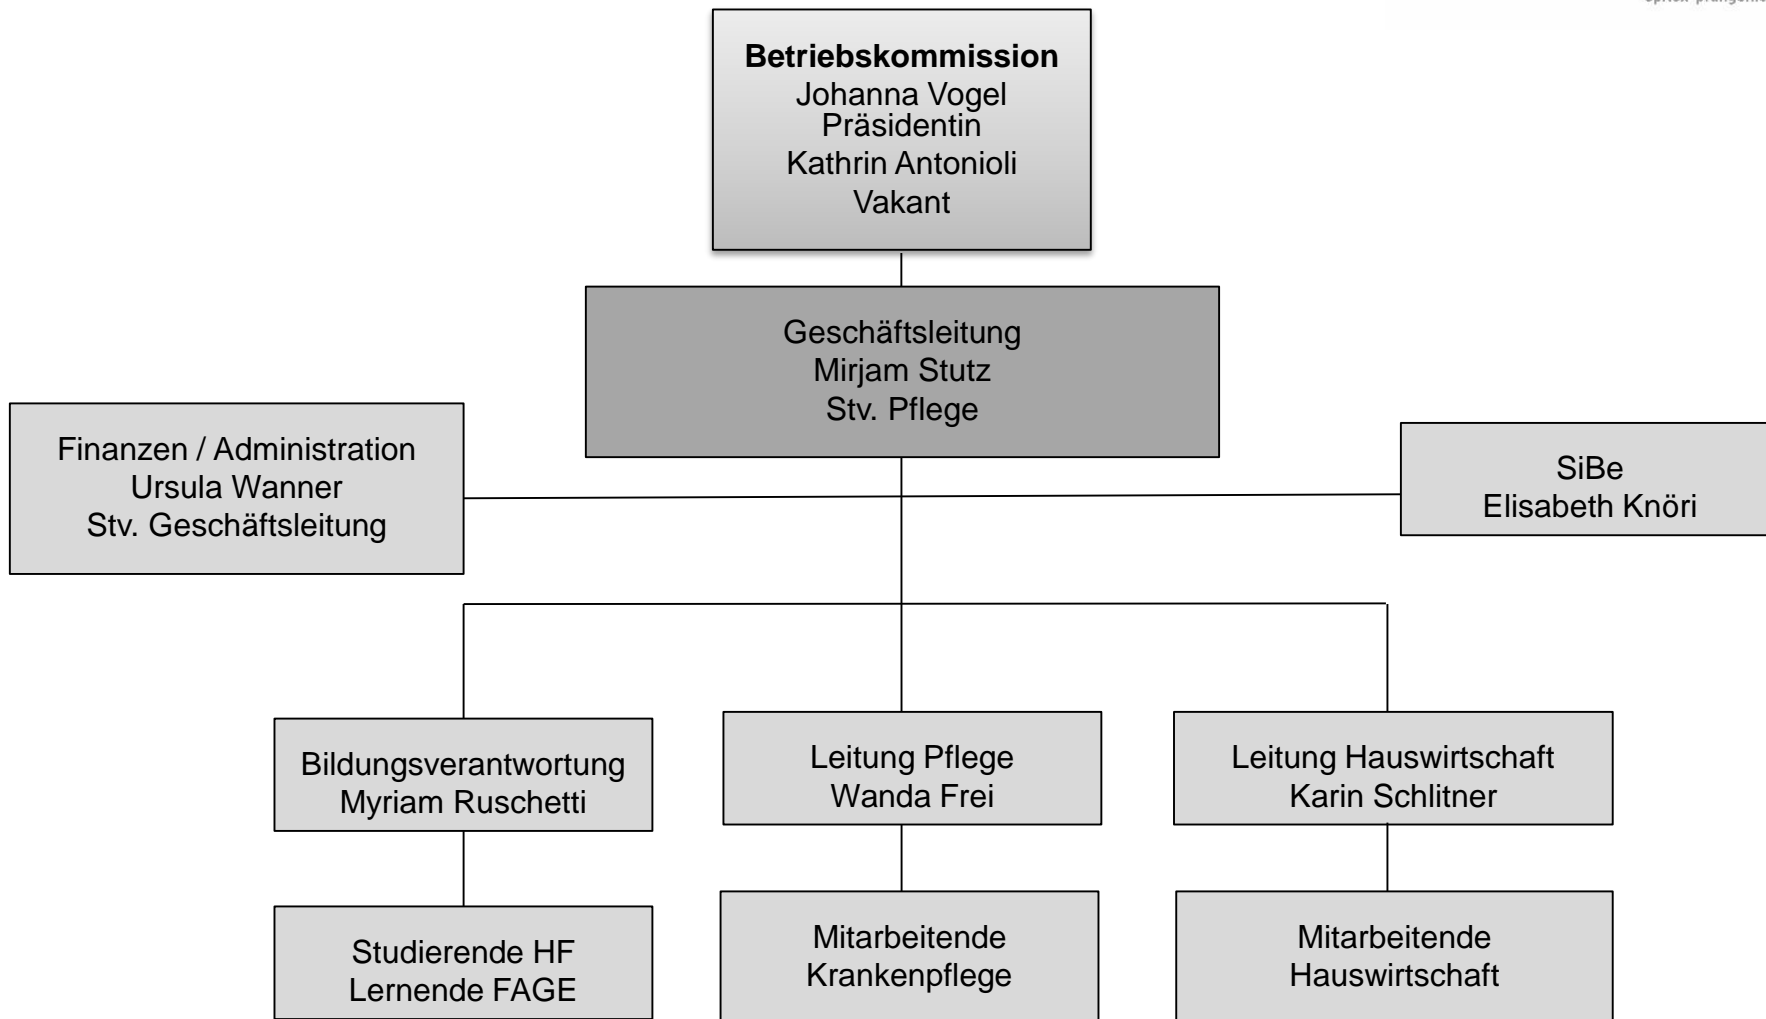 Betriebskommission
Johanna Vogel
Präsidentin
Kathrin Antonioli
Vakant
Geschäftsleitung
Mirjam Stutz
Stv. Pflege
Finanzen / Administration
Ursula Wanner
Stv. Geschäftsleitung
SiBe
Elisabeth Knöri
Bildungsverantwortung
Myriam Ruschetti
Leitung Pflege
Wanda Frei
Leitung Hauswirtschaft
Karin Schlitner
Studierende HF
Lernende FAGE
Mitarbeitende
Krankenpflege
Mitarbeitende
Hauswirtschaft